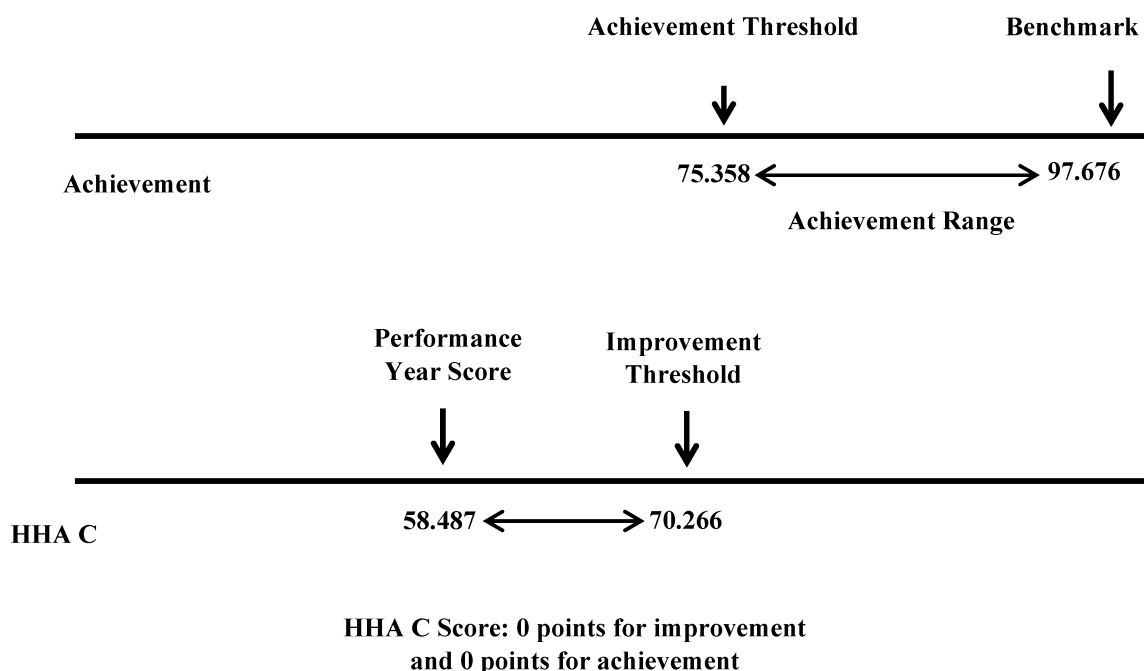 Achievement Threshold
Benchmark
75.358
97.676
Achievement
Achievement Range
Performance
Year Score
Improvement
Threshold
58.487
70.266
HHA C
HHA C Score: 0 points for improvement
and 0 points for achievement